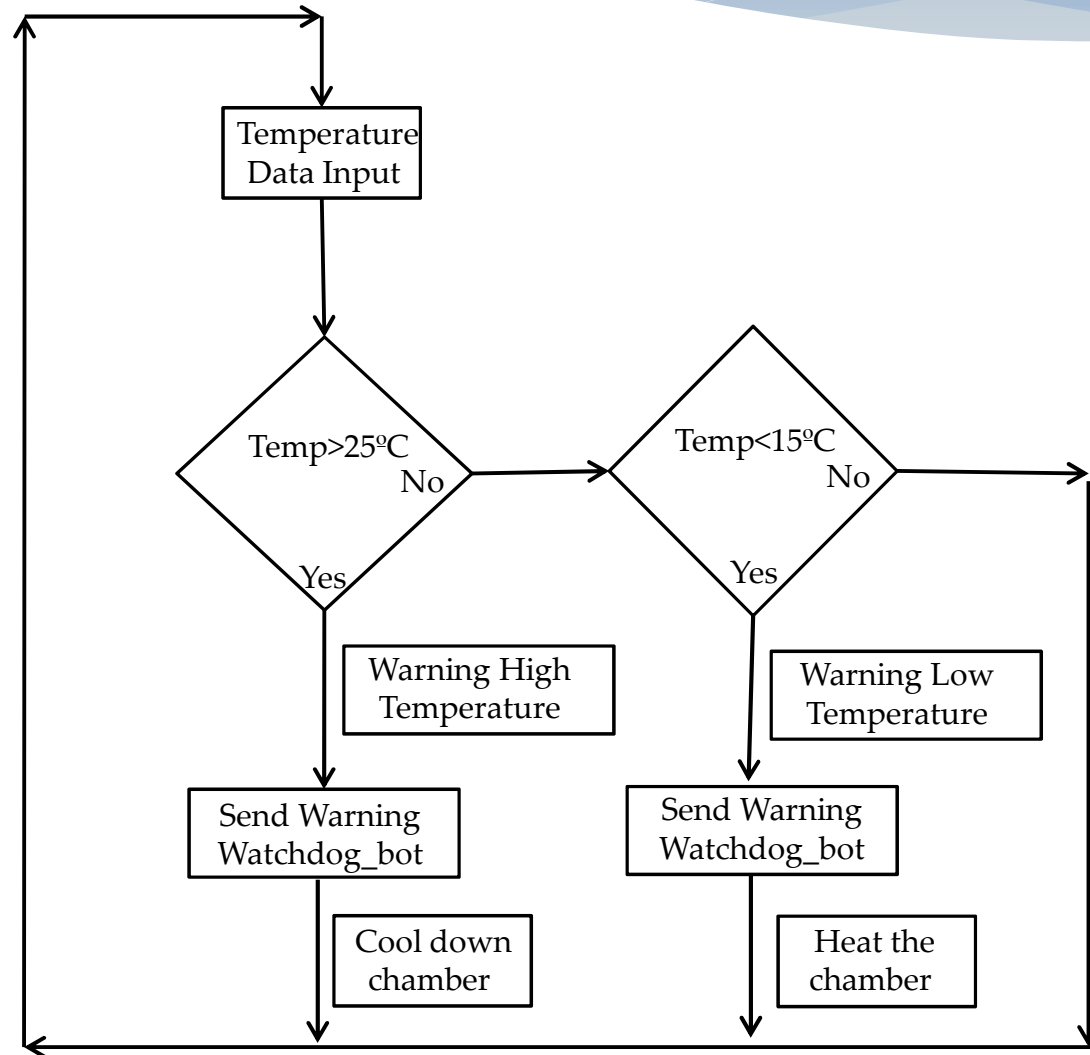 Temperature
Data Input
Temp>25ºC
No
Yes
Temp<15ºC
No
Yes
Warning High
Temperature
Warning Low
Temperature
Send Warning
Watchdog_bot
Send Warning
Watchdog_bot
Cool down
chamber
Heat the
chamber